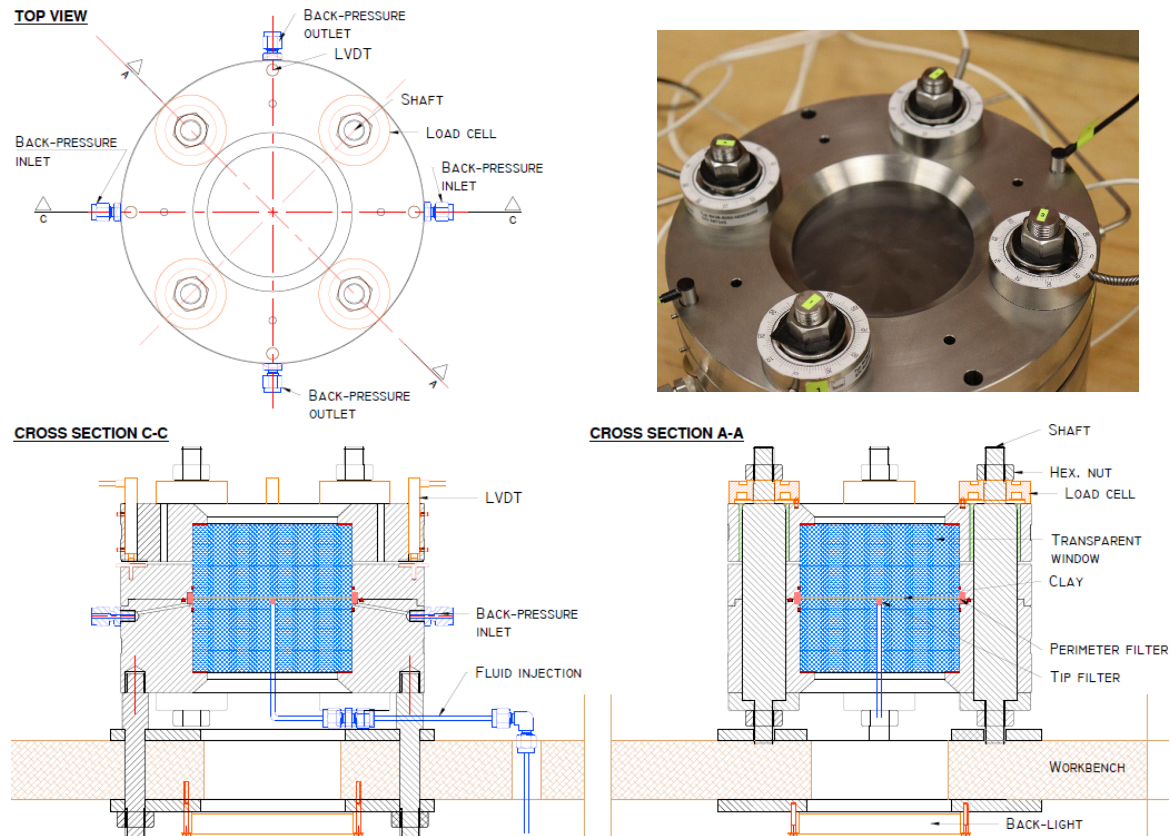 TOP VIEW
BACK-PRESSURE
OUTLET
LVDT
SHAFT
LOAD CELL
BACK-PRESSURE
INLET
BACK-PRESSURE
INLET
A
C
C
A
BACK-PRESSURE
OUTLET
CROSS SECTION C-C
LVDT
BACK-PRESSURE
INLET
FLUID INJECTION
CROSS SECTION A-A
SHAFT
HEX. NUT
LOAD CELL
TRANSPARENT
WINDOW
CLAY
PERIMETER FILTER
TIP FILTER
WORKBENCH
BACK-LIGHT